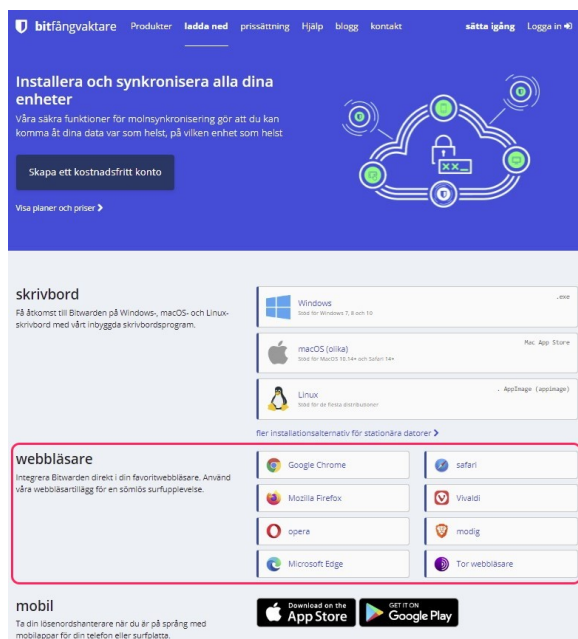 bitfångvaktare Produkter ladda ned prissättning Hjälp blogg kontakt sätta igång Logga in
Installera och synkronisera alla dina
enheter
Våra säkra funktioner för molnsynkronisering gör att du kan
komma åt dina data var som helst, på vilken enhet som helst
Skapa ett kostnadsfritt konto
Visa planer och priser
skrivbord
Få åtkomst till Bitwarden på Windows-, macOS- och Linux-
skrivbord med vårt inbyggda skrivbordsprogram.
Windows
.exe
Stöd för Windows 7, 8 och 10
macOS (olika)
Mac App Store
Stöd för MacOS 10.14+ och Safari 14+
Linux
. AppImage (appimage)
Stöd för de flesta distributioner
fler installationsalternativ för stationära datorer
webbläsare
Integrera Bitwarden direkt i din favoritwebbläsare. Använd
våra webbläsartillägg för en sömlös surfupplevelse.
Google Chrome
safari
Mozilla Firefox
Vivaldi
opera
modig
Microsoft Edge
Tor webbläsare
mobil
Ta din lösenordshanterare när du är på språng med
mobilappar för din telefon eller surfplatta.
Download on the
App Store
GET IT ON
Google Play